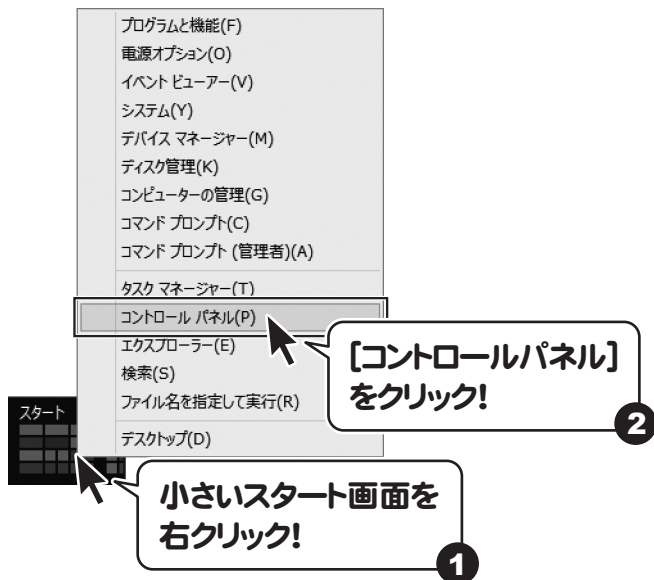 プログラムと機能(F)
電源オプション(O)
イベント ビューアー(V)
システム(Y)
デバイス マネージャー(M)
ディスク管理(K)
コンピューターの管理(G)
コマンド プロンプト(C)
コマンド プロンプト (管理者)(A)
タスク マネージャー(T)
コントロール パネル(P)
エクスプローラー(E)
検索(S)
ファイル名を指定して実行(R)
デスクトップ(D)
スタート
小さいスタート画面を
右クリック!
1
[コントロールパネル]
をクリック!
2